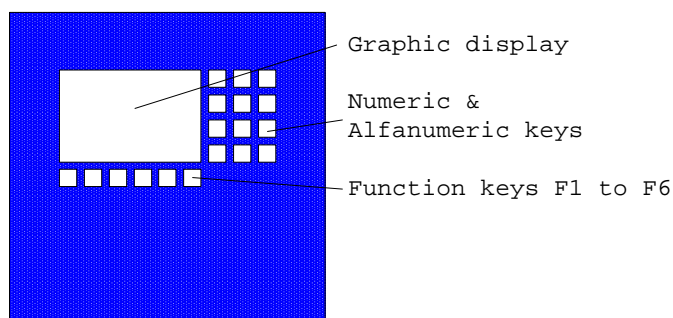 Graphic display
Numeric &
Alfanumeric keys
Function keys F1 to F6